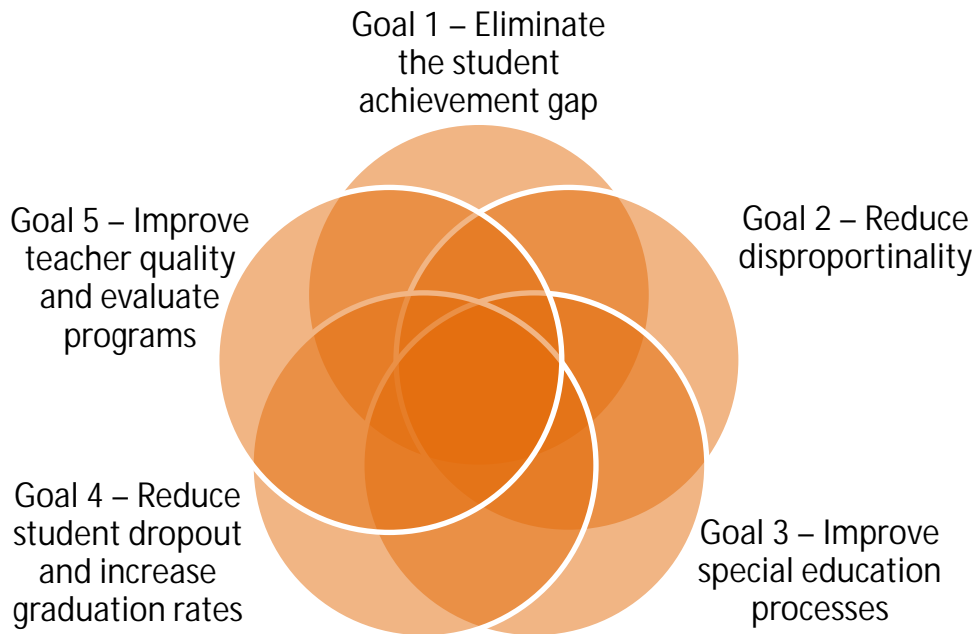 Goal 1 – Eliminate
the student
achievement gap
Goal 2 – Reduce
disproportinality
Goal 3 – Improve
special education
processes
Goal 4 – Reduce
student dropout
and increase
graduation rates
Goal 5 – Improve
teacher quality
and evaluate
programs